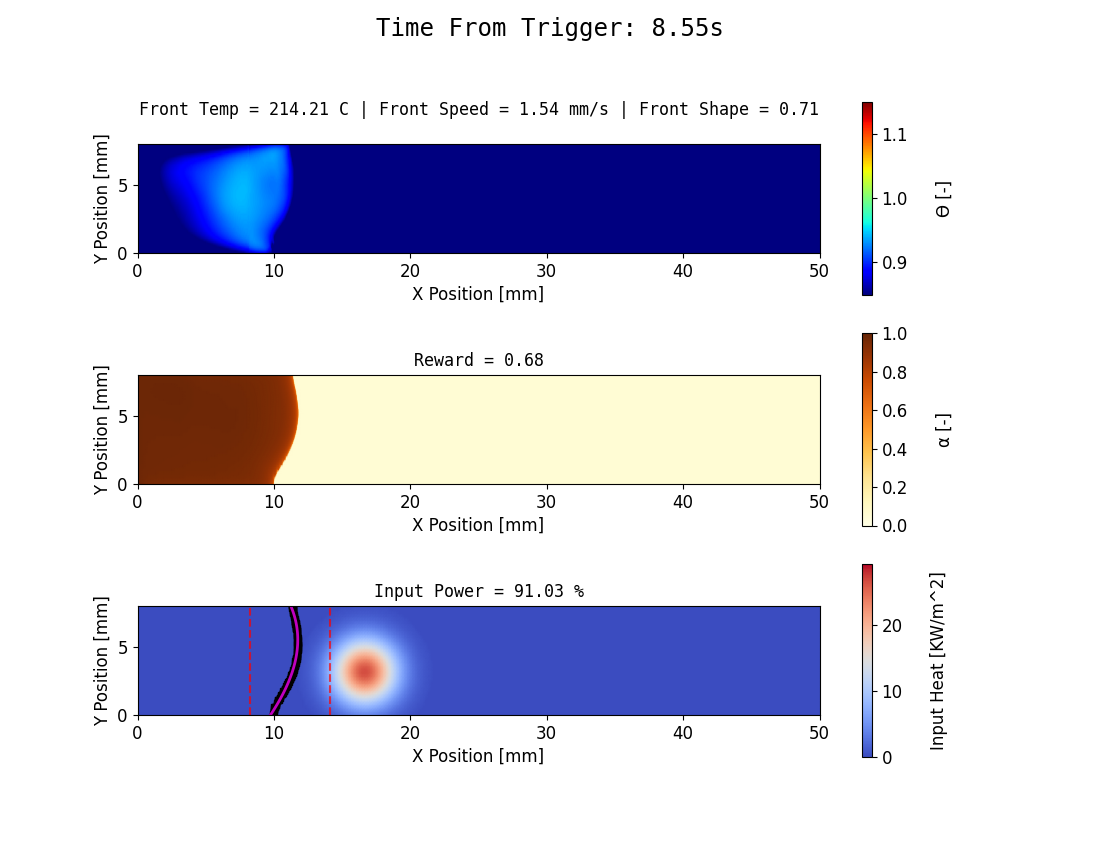 Time From Trigger: 8.55s
Front Temp = 214.21 C | Front Speed = 1.54 mm/s | Front Shape = 0.71
Y Position [mm]
5
0
0 10 20 30 40 50
X Position [mm]
1.1
1.0
0.9
Θ [-]
Reward = 0.68
Y Position [mm]
5
0
0 10 20 30 40 50
X Position [mm]
1.0
0.8
0.6
0.4
0.2
0.0
α [-]
Input Power = 91.03 %
Y Position [mm]
5
0
0 10 20 30 40 50
X Position [mm]
20
10
0
Input Heat [KW/m^2]